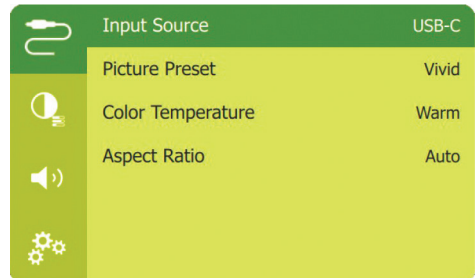 Input Source USB-C
Picture Preset Vivid
Color Temperature Warm
Aspect Ratio Auto